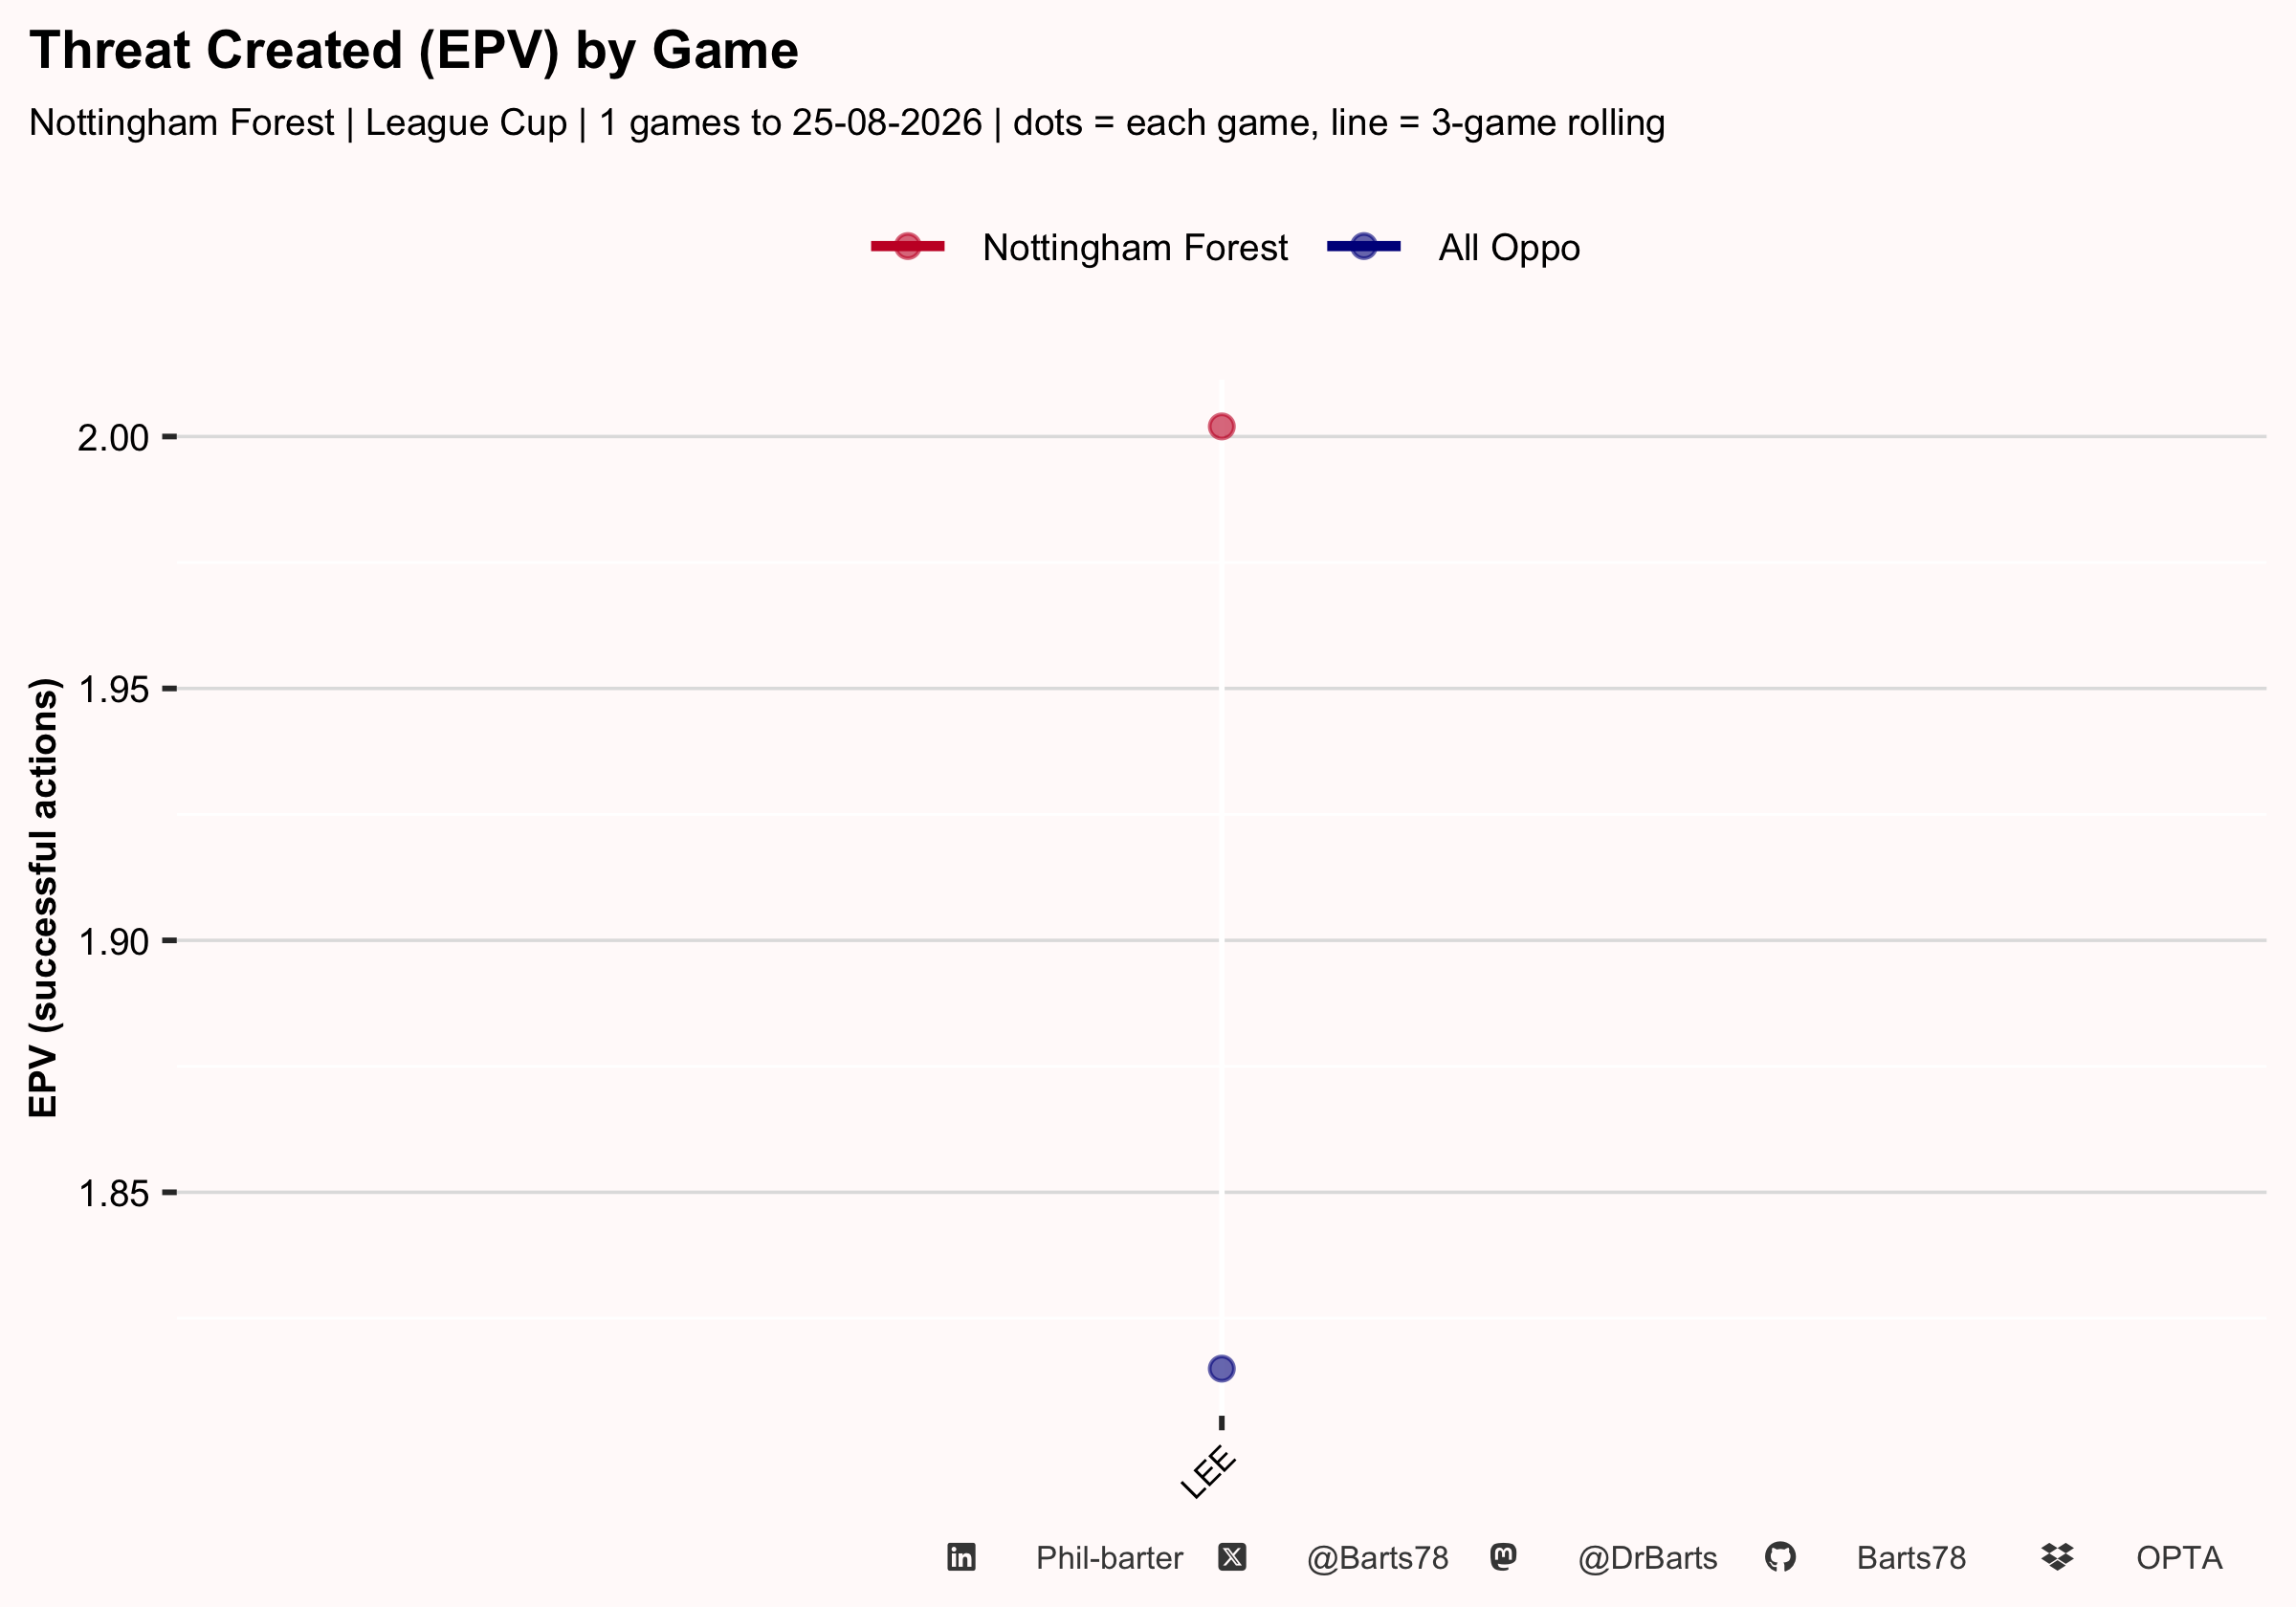 Threat Created (EPV) by Game
Nottingham Forest | League Cup | 1 games to 25-08-2026 | dots = each game, line = 3-game rolling
Nottingham Forest
All Oppo
EPV (successful actions)
2.00
1.95
1.90
1.85
LEE
Phil-barter @Barts78 @DrBarts Barts78 OPTA